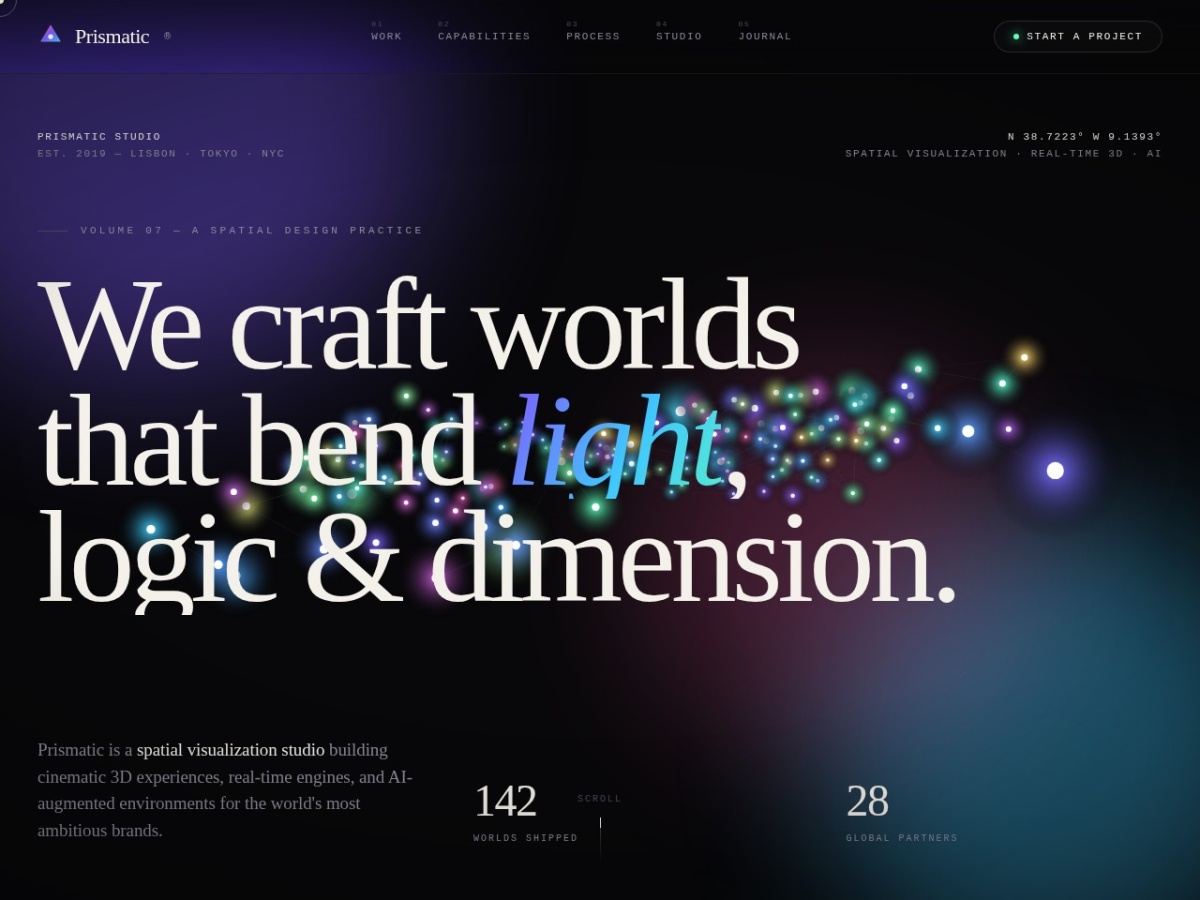 Prismatic ®
01 WORK
02 CAPABILITIES
03 PROCESS
04 STUDIO
05 JOURNAL
START A PROJECT
PRISMATIC STUDIO
EST. 2019 — LISBON · TOKYO · NYC
N 38.7223° W 9.1393°
SPATIAL VISUALIZATION · REAL-TIME 3D · AI
VOLUME 07 — A SPATIAL DESIGN PRACTICE
We craft worlds
that bend light,
logic & dimension.
Prismatic is a spatial visualization studio building
cinematic 3D experiences, real-time engines, and AI-
augmented environments for the world's most
ambitious brands.
142
WORLDS SHIPPED
SCROLL
28
GLOBAL PARTNERS